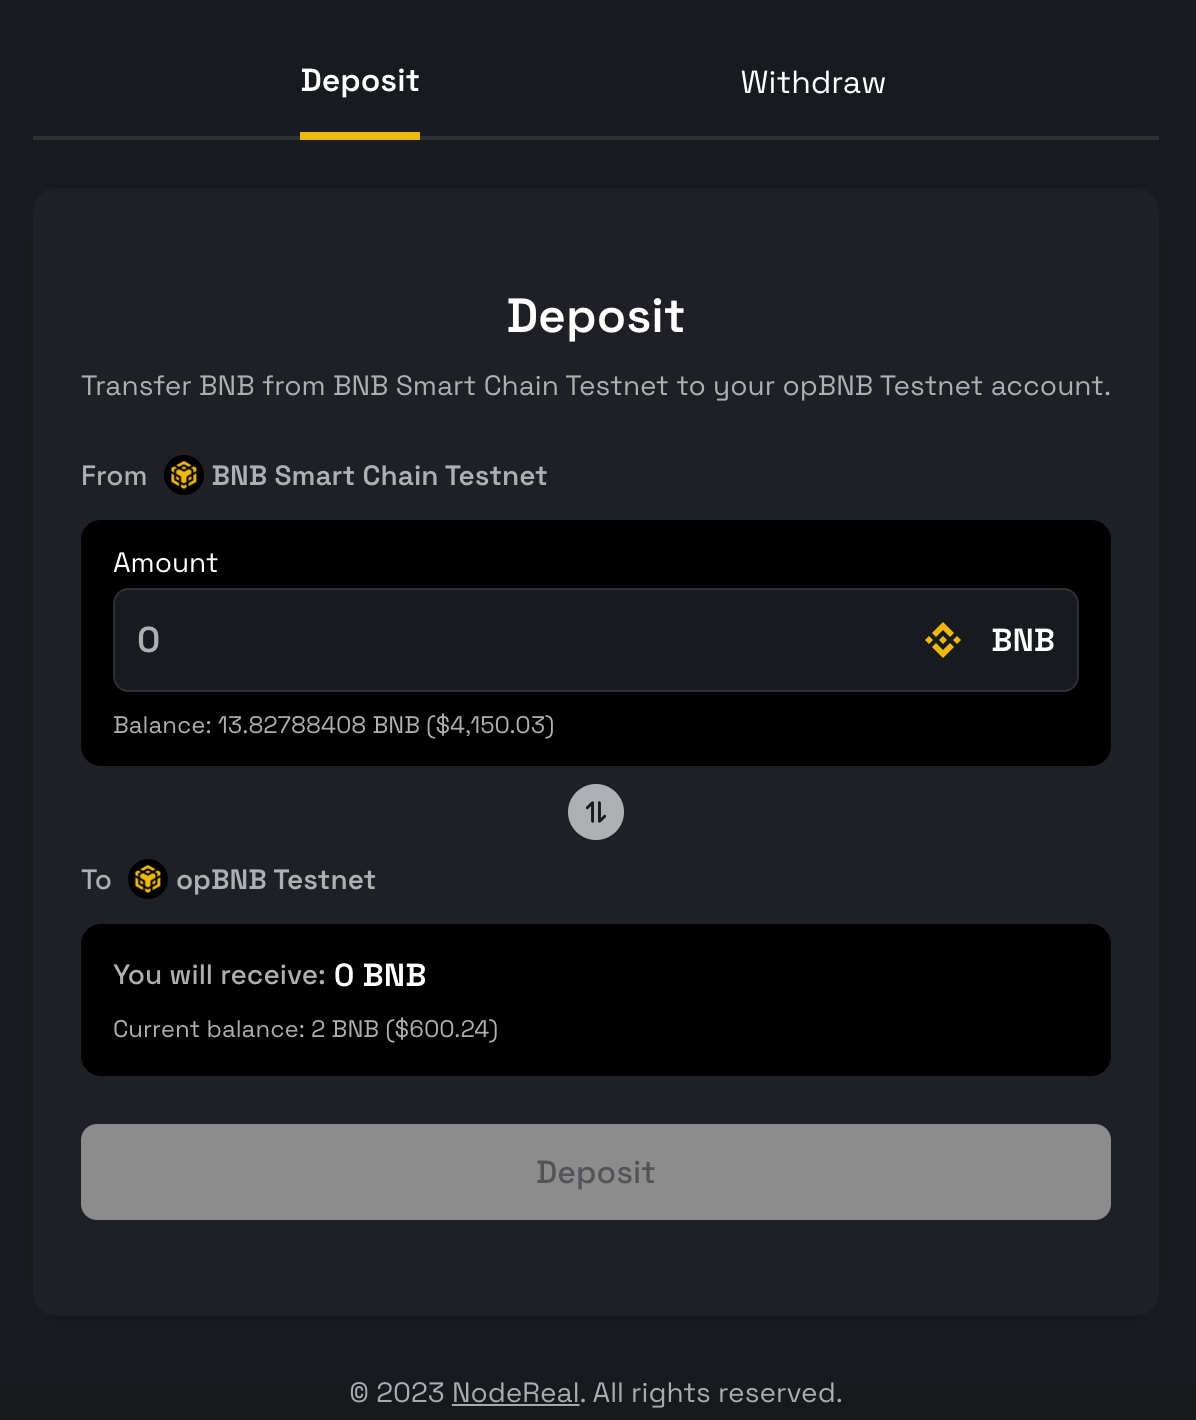 Deposit
Withdraw
Deposit
Transfer BNB from BNB Smart Chain Testnet to your opBNB Testnet account.
From BNB Smart Chain Testnet
Amount
0 BNB
Balance: 13.82788408 BNB ($4,150.03)
To opBNB Testnet
You will receive: 0 BNB
Current balance: 2 BNB ($600.24)
Deposit
© 2023 NodeReal. All rights reserved.